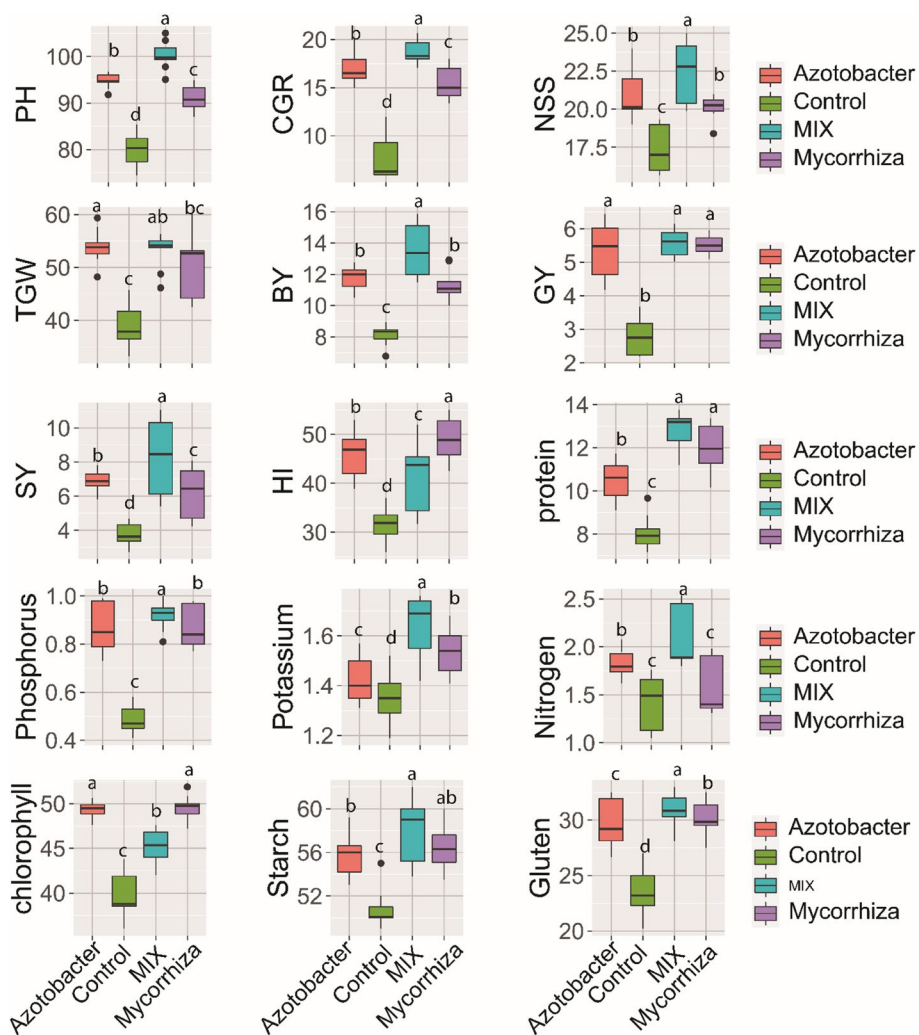 PH
100
90
80
b
d
a
c
CGR
20
15
10
b
d
a
c
NSS
25.0
22.5
20.0
17.5
b
c
a
b
Azotobacter
Control
MIX
Mycorrhiza
TGW
60
50
40
a
c
ab
bc
BY
16
14
12
10
8
b
c
a
b
GY
6
5
4
3
2
a
b
a
a
Azotobacter
Control
MIX
Mycorrhiza
SY
10
8
6
4
b
d
a
c
HI
50
40
30
b
d
c
a
protein
14
12
10
8
b
c
a
a
Azotobacter
Control
MIX
Mycorrhiza
Phosphorus
1.0
0.8
0.6
0.4
b
c
a
b
Potassium
1.6
1.4
1.2
c
d
a
b
Nitrogen
2.5
2.0
1.5
1.0
b
c
a
c
Azotobacter
Control
MIX
Mycorrhiza
chlorophyll
50
45
40
a
c
b
a
Starch
60
56
52
b
c
a
ab
Gluten
30
25
20
c
d
a
b
Azotobacter
Control
MIX
Mycorrhiza
Azotobacter
Control
MIX
Mycorrhiza
Azotobacter
Control
MIX
Mycorrhiza
Azotobacter
Control
MIX
Mycorrhiza